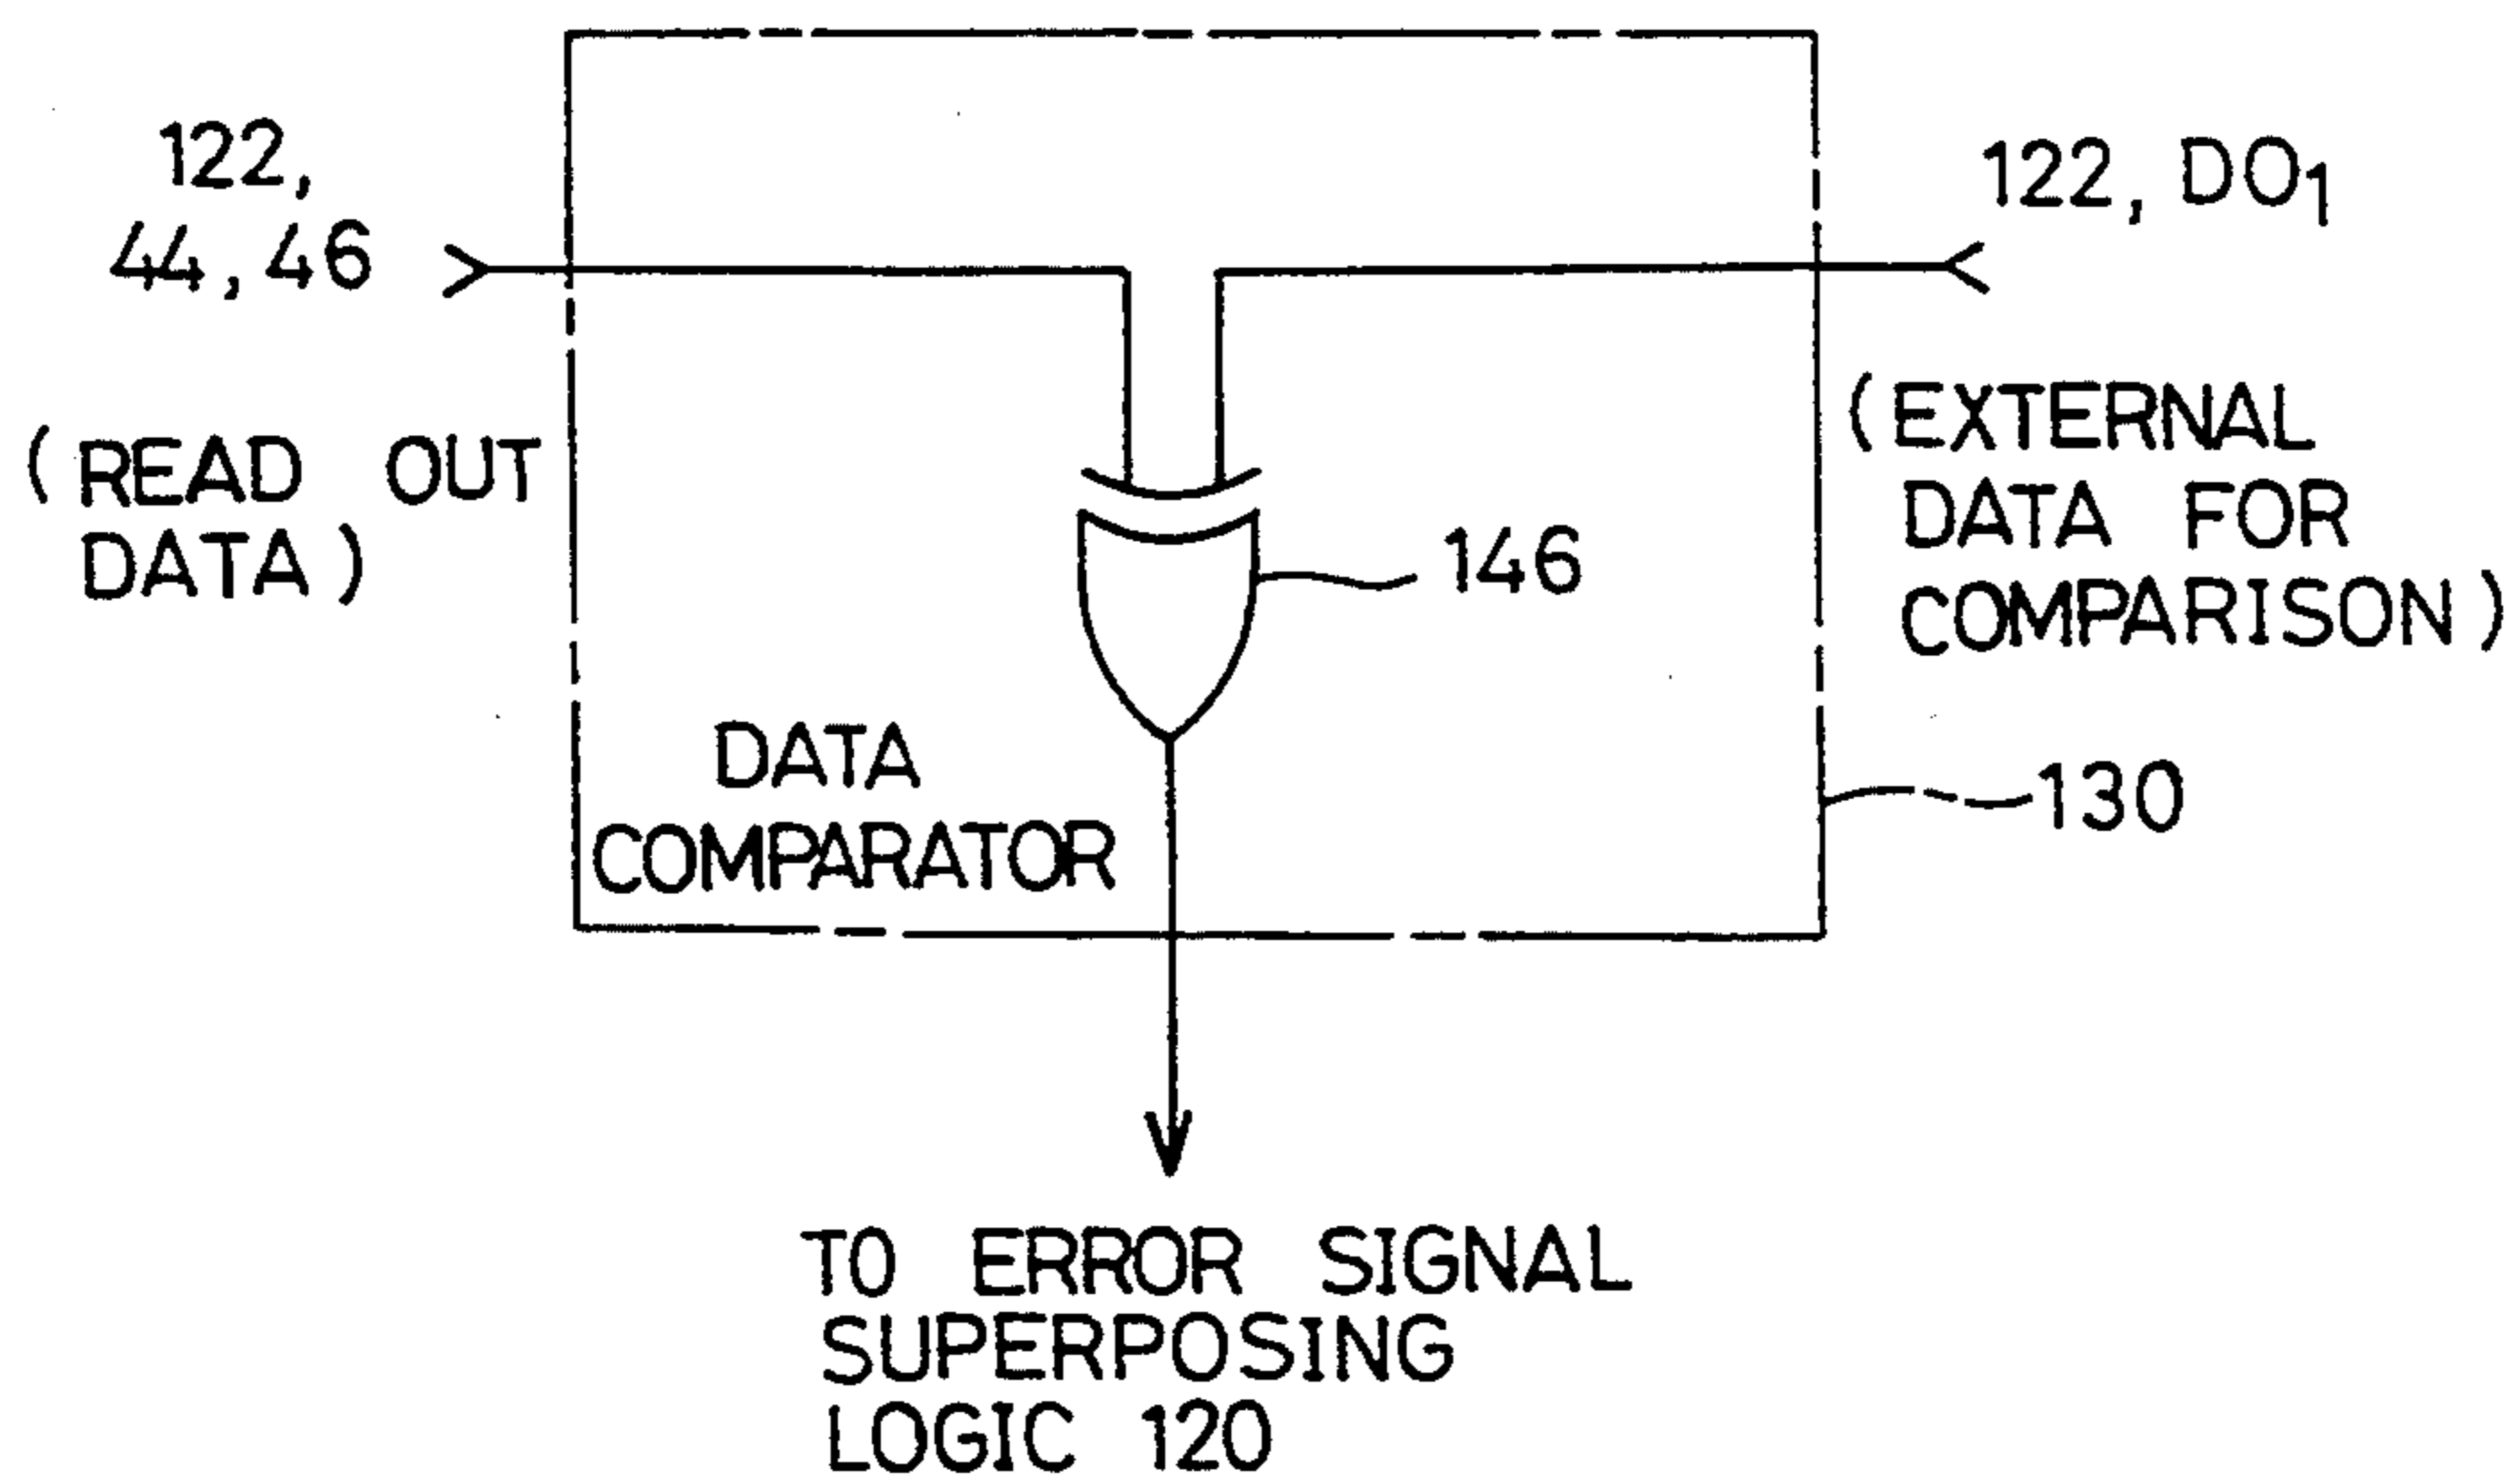 122,
44, 46
(READ OUT
DATA)
122, DO1
(EXTERNAL
DATA FOR
COMPARISON)
146
DATA
COMPARATOR
130
TO ERROR SIGNAL
SUPERPOSING
LOGIC 120